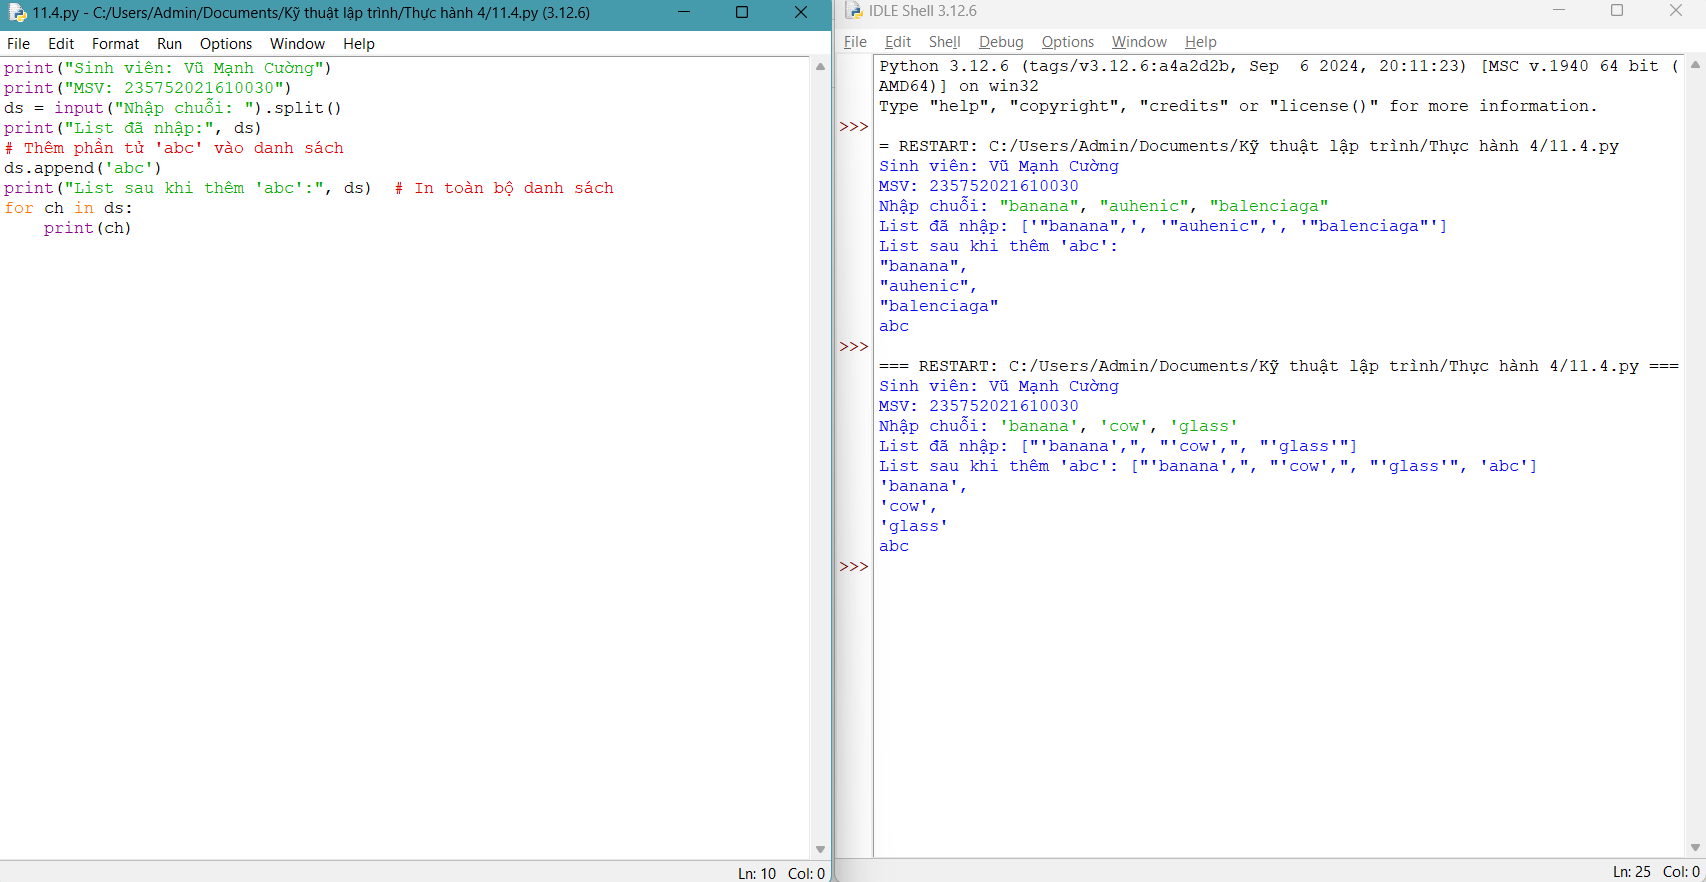 11.4.py - C:/Users/Admin/Documents/Kỹ thuật lập trình/Thực hành 4/11.4.py (3.12.6)
File Edit Format Run Options Window Help
print("Sinh viên: Vũ Mạnh Cường")
print("MSV: 235752021610030")
ds = input("Nhập chuỗi: ").split()
print("List đã nhập:", ds)
# Thêm phần tử 'abc' vào danh sách
ds.append('abc')
print("List sau khi thêm 'abc':", ds)  # In toàn bộ danh sách
for ch in ds:
    print(ch)
Ln: 10 Col: 0
IDLE Shell 3.12.6
File Edit Shell Debug Options Window Help
Python 3.12.6 (tags/v3.12.6:a4a2d2b, Sep  6 2024, 20:11:23) [MSC v.1940 64 bit (
AMD64)] on win32
Type "help", "copyright", "credits" or "license()" for more information.
>>>
= RESTART: C:/Users/Admin/Documents/Kỹ thuật lập trình/Thực hành 4/11.4.py
Sinh viên: Vũ Mạnh Cường
MSV: 235752021610030
Nhập chuỗi: "banana", "auhenic", "balenciaga"
List đã nhập: ['"banana",', '"auhenic",', '"balenciaga"']
List sau khi thêm 'abc':
"banana",
"auhenic",
"balenciaga"
abc
>>>
=== RESTART: C:/Users/Admin/Documents/Kỹ thuật lập trình/Thực hành 4/11.4.py ===
Sinh viên: Vũ Mạnh Cường
MSV: 235752021610030
Nhập chuỗi: 'banana', 'cow', 'glass'
List đã nhập: ["'banana',", "'cow',", "'glass'"]
List sau khi thêm 'abc': ["'banana',", "'cow',", "'glass'", 'abc']
'banana',
'cow',
'glass'
abc
>>>
Ln: 25 Col: 0